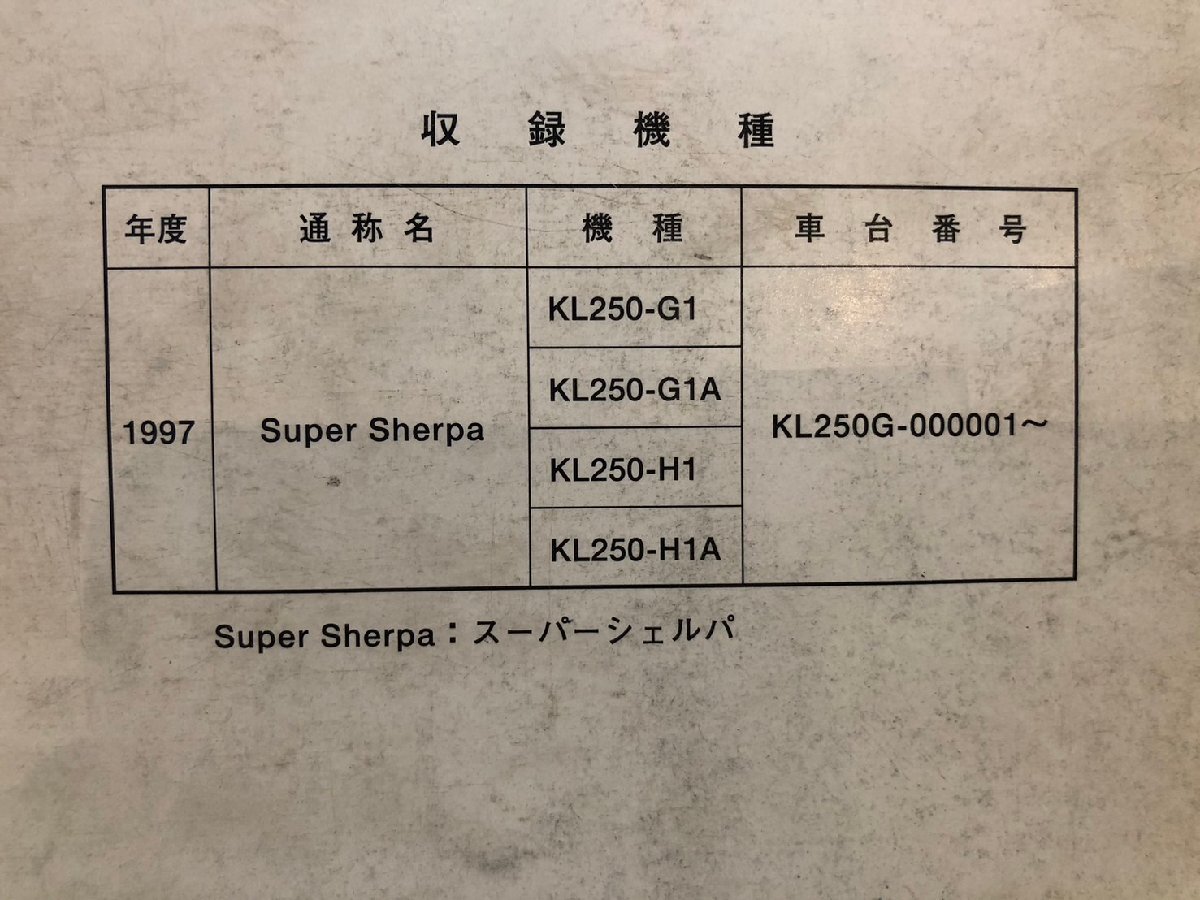 収録機種
年度 通称名 機種 車台番号
1997 Super Sherpa KL250-G1 KL250G-000001～
KL250-G1A
KL250-H1
KL250-H1A
Super Sherpa：スーパーシェルパ